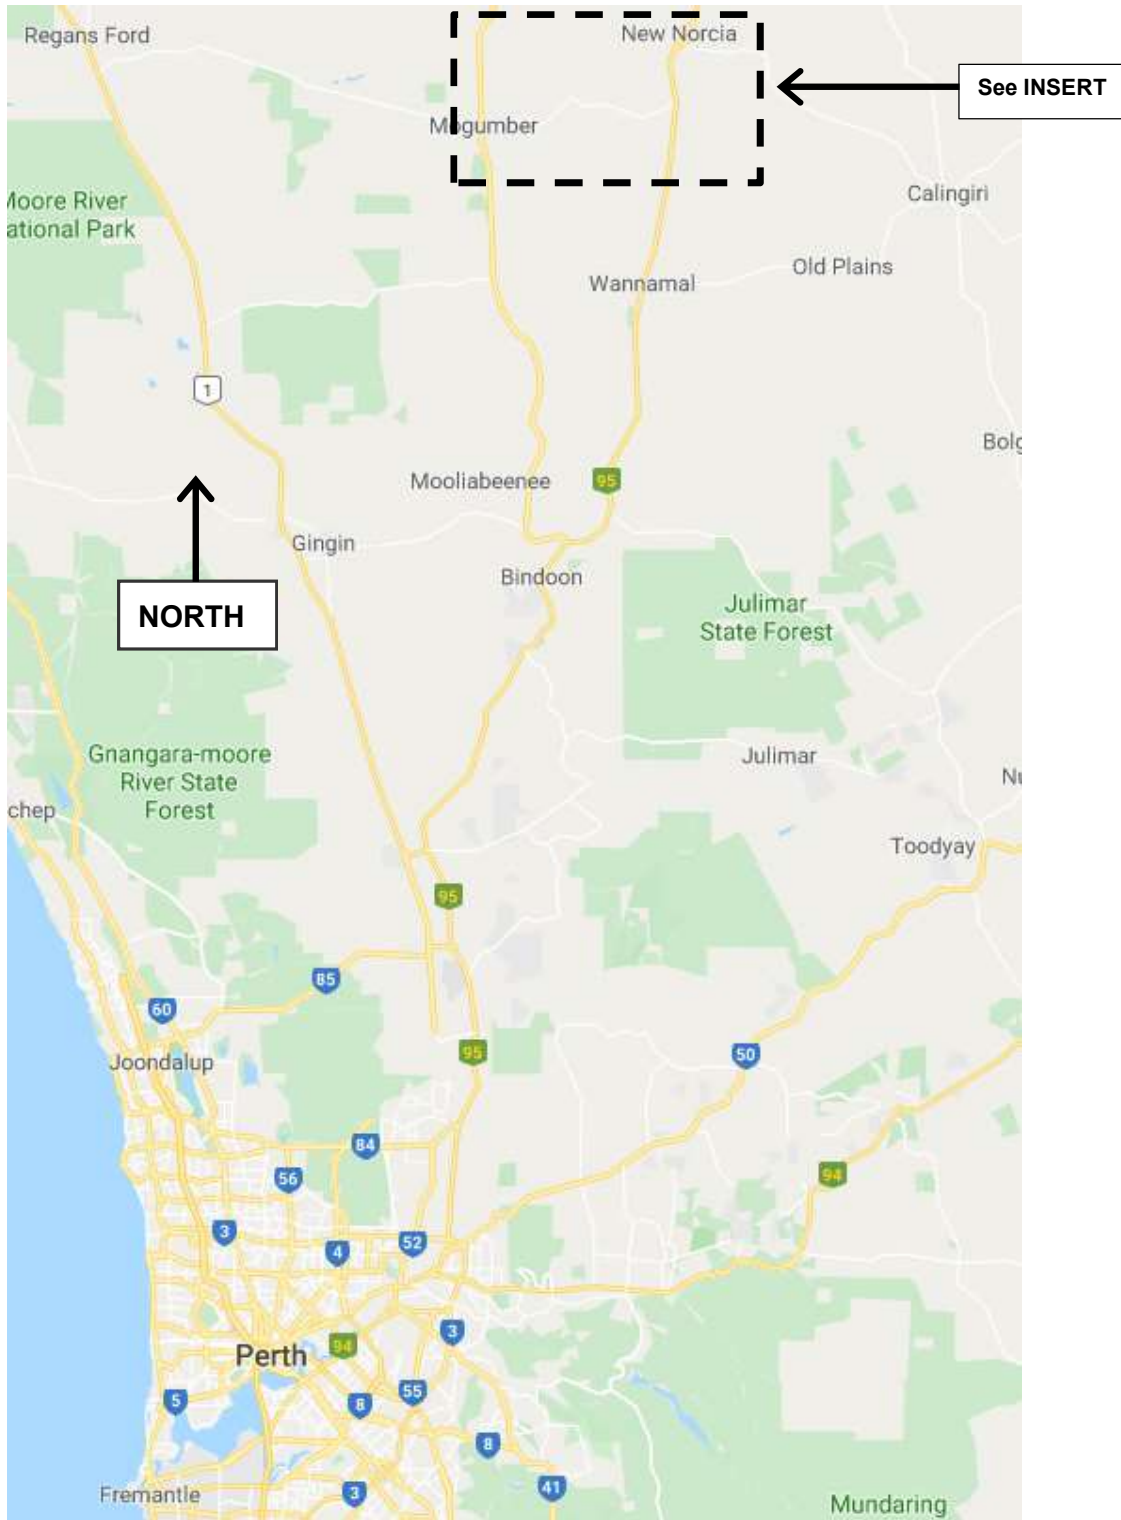 Regans Ford
New Norcia
See INSERT
Mogumber
Moore River
ational Park
Calingiri
Old Plains
Wannamal
1
Bolg
Mooliabeenee
95
Gingin
Bindoon
NORTH
Julimar
State Forest
Gnangara-moore
River State
Forest
Julimar
Nu
chep
Toodyay
95
85
60
95
50
Joondalup
84
94
56
3
4
52
3
Perth
94
5
8
55
8
41
3
Fremantle
Mundaring